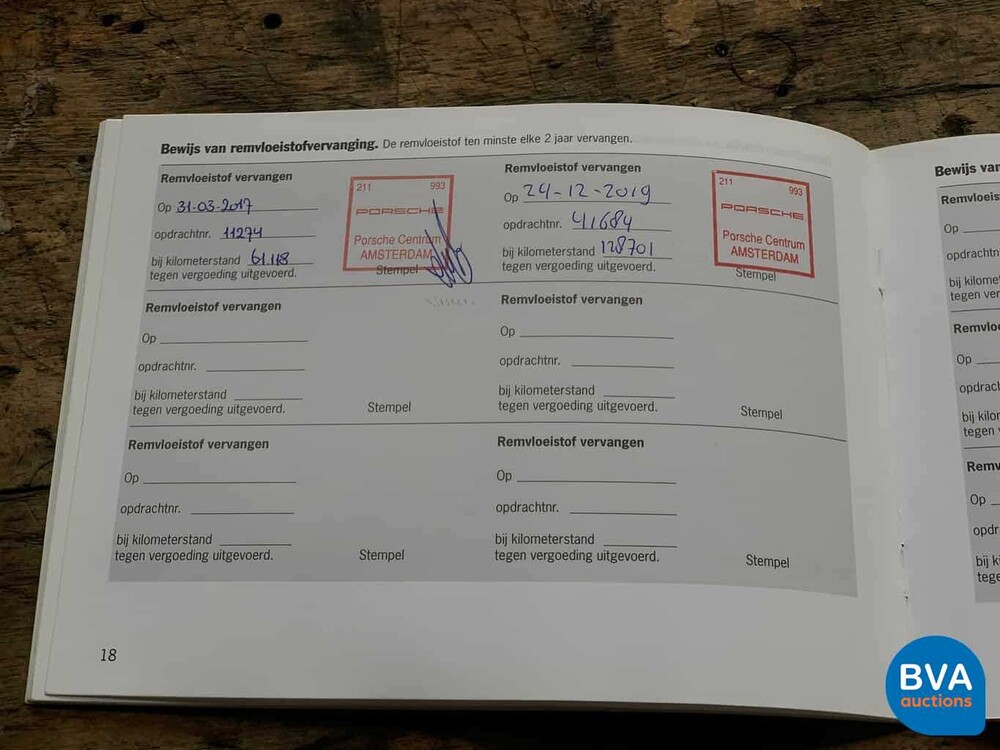 Bewijs van remvloeistofvervanging. De remvloeistof ten minste elke 2 jaar vervangen.
Remvloeistof vervangen
Op 31-03-2017
opdrachtnr. 11274
bij kilometerstand 61.118
tegen vergoeding uitgevoerd.
211 993
PORSCHE
Porsche Centrum
AMSTERDAM
Stempel
Remvloeistof vervangen
Op 24-12-2019
opdrachtnr. 41684
bij kilometerstand 128701
tegen vergoeding uitgevoerd.
211 993
PORSCHE
Porsche Centrum
AMSTERDAM
Stempel
Remvloeistof vervangen
Op
opdrachtnr.
bij kilometerstand
tegen vergoeding uitgevoerd.
Stempel
Remvloeistof vervangen
Op
opdrachtnr.
bij kilometerstand
tegen vergoeding uitgevoerd.
Stempel
Remvloeistof vervangen
Op
opdrachtnr.
bij kilometerstand
tegen vergoeding uitgevoerd.
Stempel
Remvloeistof vervangen
Op
opdrachtnr.
bij kilometerstand
tegen vergoeding uitgevoerd.
Stempel
18
Bewijs van
Op
Op
Op
BVA
auctions